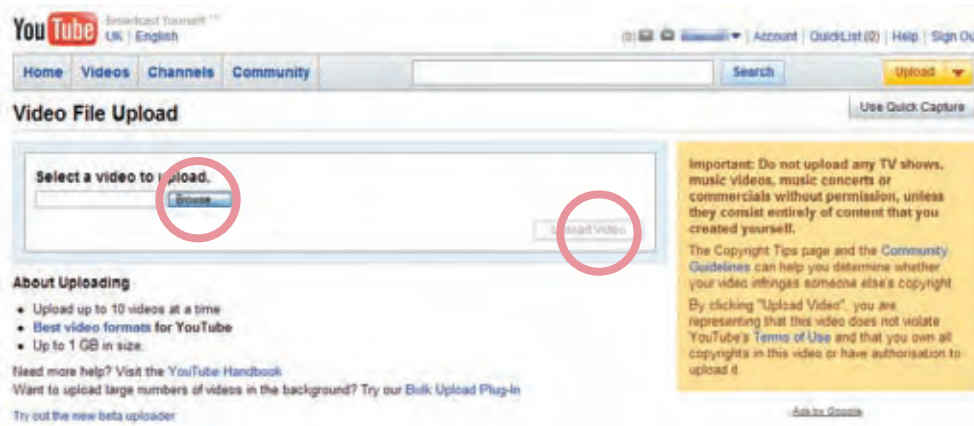 You Tube Broadcast Yourself ™
UK | English
(0) | Account | QuickList (0) | Help | Sign Ou
Home Videos Channels Community Search Upload
Video File Upload
Use Quick Capture
Select a video to upload.
Browse...
Upload Video
About Uploading
• Upload up to 10 videos at a time
• Best video formats for YouTube
• Up to 1 GB in size.
Need more help? Visit the YouTube Handbook
Want to upload large numbers of videos in the background? Try our Bulk Upload Plug-In
Try out the new beta uploader
Important: Do not upload any TV shows,
music videos, music concerts or
commercials without permission, unless
they consist entirely of content that you
created yourself.
The Copyright Tips page and the Community
Guidelines can help you determine whether
your video infringes someone else's copyright.
By clicking "Upload Video", you are
representing that this video does not violate
YouTube's Terms of Use and that you own all
copyrights in this video or have authorisation to
upload it.
Ads by Google